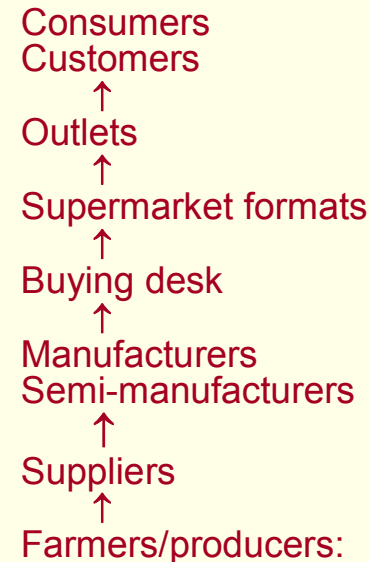 Consumers
Customers
↑
Outlets
↑
Supermarket formats
↑
Buying desk
↑
Manufacturers
Semi-manufacturers
↑
Suppliers
↑
Farmers/producers: